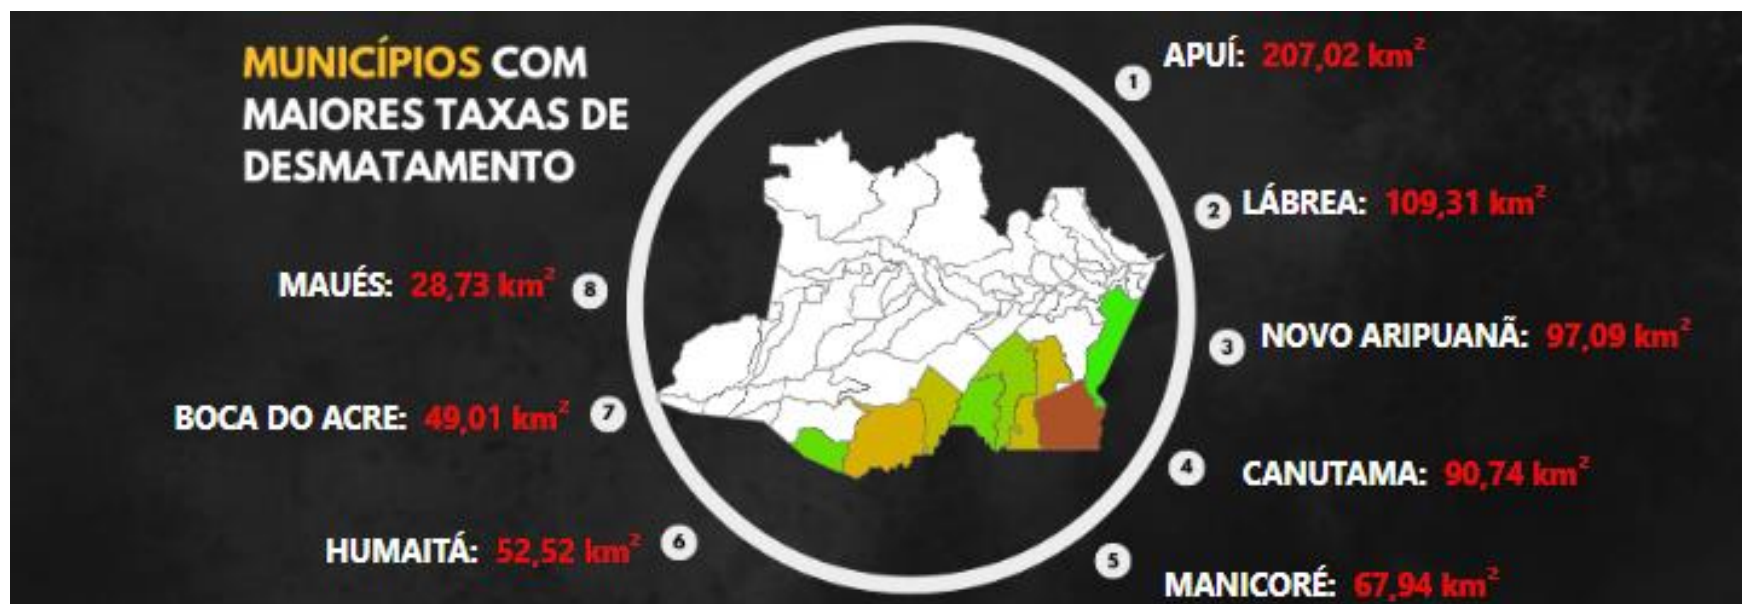 MUNICÍPIOS COM
MAIORES TAXAS DE
DESMATAMENTO
1 APUÍ: 207,02 km²
2 LÁBREA: 109,31 km²
3 NOVO ARIPUANÃ: 97,09 km²
4 CANUTAMA: 90,74 km²
5 MANICORÉ: 67,94 km²
HUMAITÁ: 52,52 km² 6
BOCA DO ACRE: 49,01 km² 7
MAUÉS: 28,73 km² 8